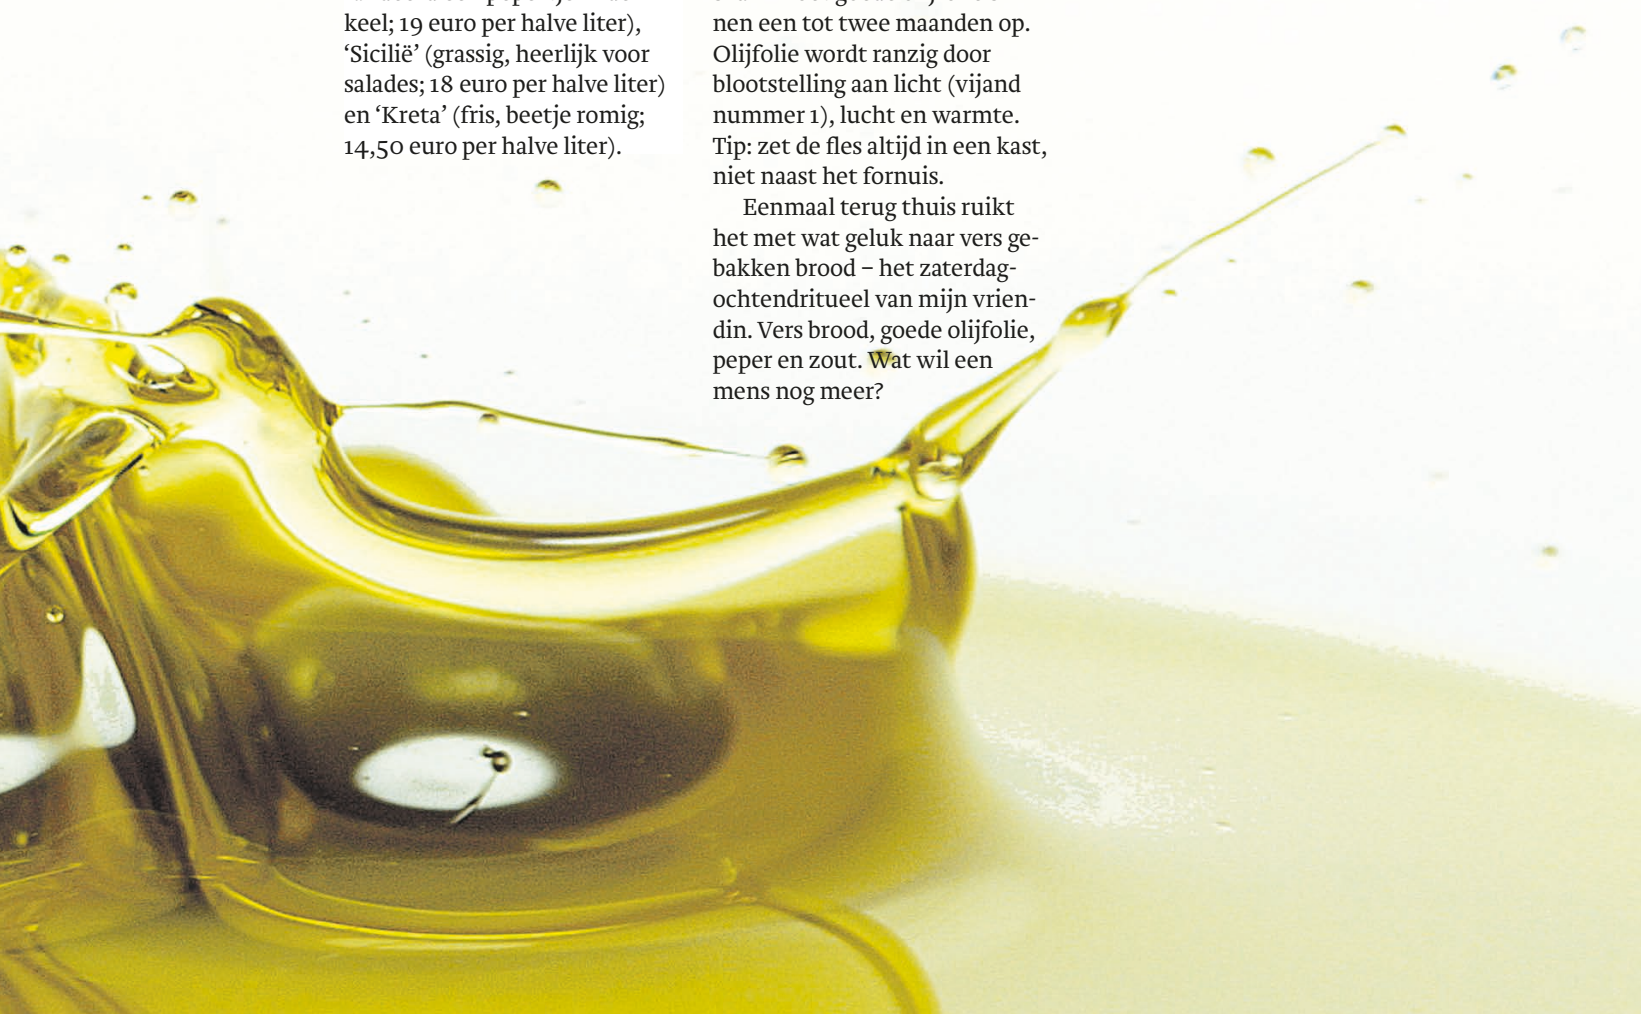 keel; 19 euro per halve liter),
‘Sicilië’ (grassig, heerlijk voor
salades; 18 euro per halve liter)
en ‘Kreta’ (fris, beetje romig;
14,50 euro per halve liter).
nen een tot twee maanden op.
Olijfolie wordt ranzig door
blootstelling aan licht (vijand
nummer 1), lucht en warmte.
Tip: zet de fles altijd in een kast,
niet naast het fornuis.
Eenmaal terug thuis ruikt
het met wat geluk naar vers ge-
bakken brood – het zaterdag-
ochtendritueel van mijn vrien-
din. Vers brood, goede olijfolie,
peper en zout. Wat wil een
mens nog meer?